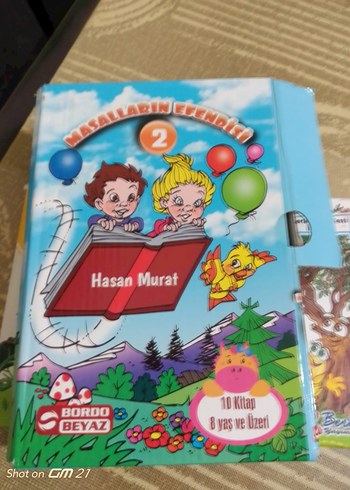 MASALLARIN EFENDİSİ
2
Hasan Murat
BORDO
BEYAZ
10 Kitap
8 yaş ve Üzeri
Shot on GM 21